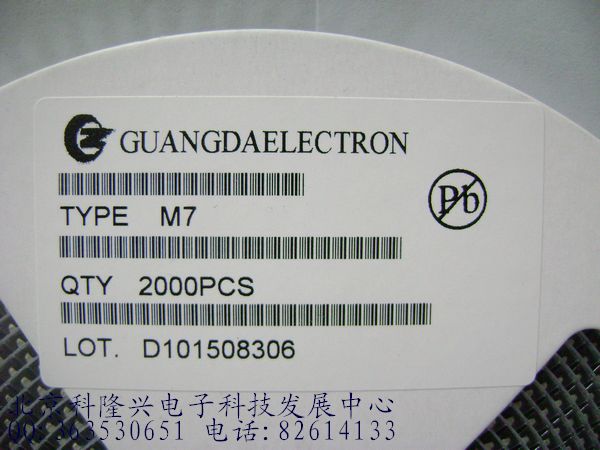 GUANGDAELECTRON
Pb
TYPE M7
QTY 2000PCS
LOT. D101508306
北京科隆兴电子科技发展中心
QQ:363530651 电话:82614133